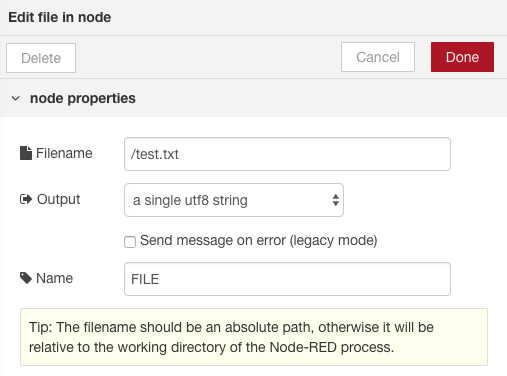 Edit file in node
Delete
Cancel
Done
node properties
Filename
/test.txt
Output
a single utf8 string
Send message on error (legacy mode)
Name
FILE
Tip: The filename should be an absolute path, otherwise it will be
relative to the working directory of the Node-RED process.